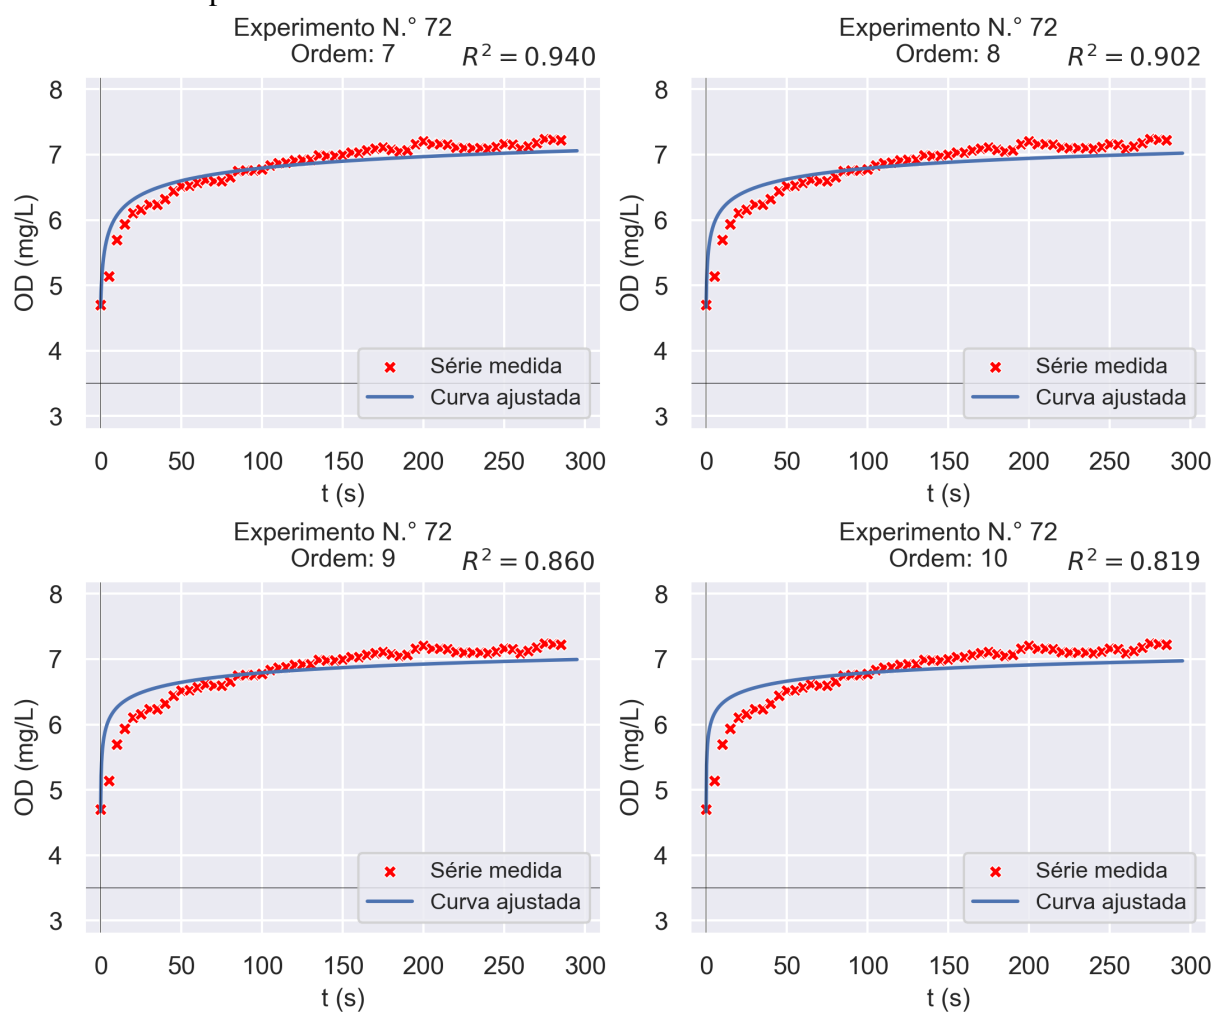 Experimento N.° 72
Ordem: 7 R² = 0.940
8
7
6
5
4
3
OD (mg/L)
Série medida
Curva ajustada
0 50 100 150 200 250 300
t (s)
Experimento N.° 72
Ordem: 8 R² = 0.902
8
7
6
5
4
3
OD (mg/L)
Série medida
Curva ajustada
0 50 100 150 200 250 300
t (s)
Experimento N.° 72
Ordem: 9 R² = 0.860
8
7
6
5
4
3
OD (mg/L)
Série medida
Curva ajustada
0 50 100 150 200 250 300
t (s)
Experimento N.° 72
Ordem: 10 R² = 0.819
8
7
6
5
4
3
OD (mg/L)
Série medida
Curva ajustada
0 50 100 150 200 250 300
t (s)